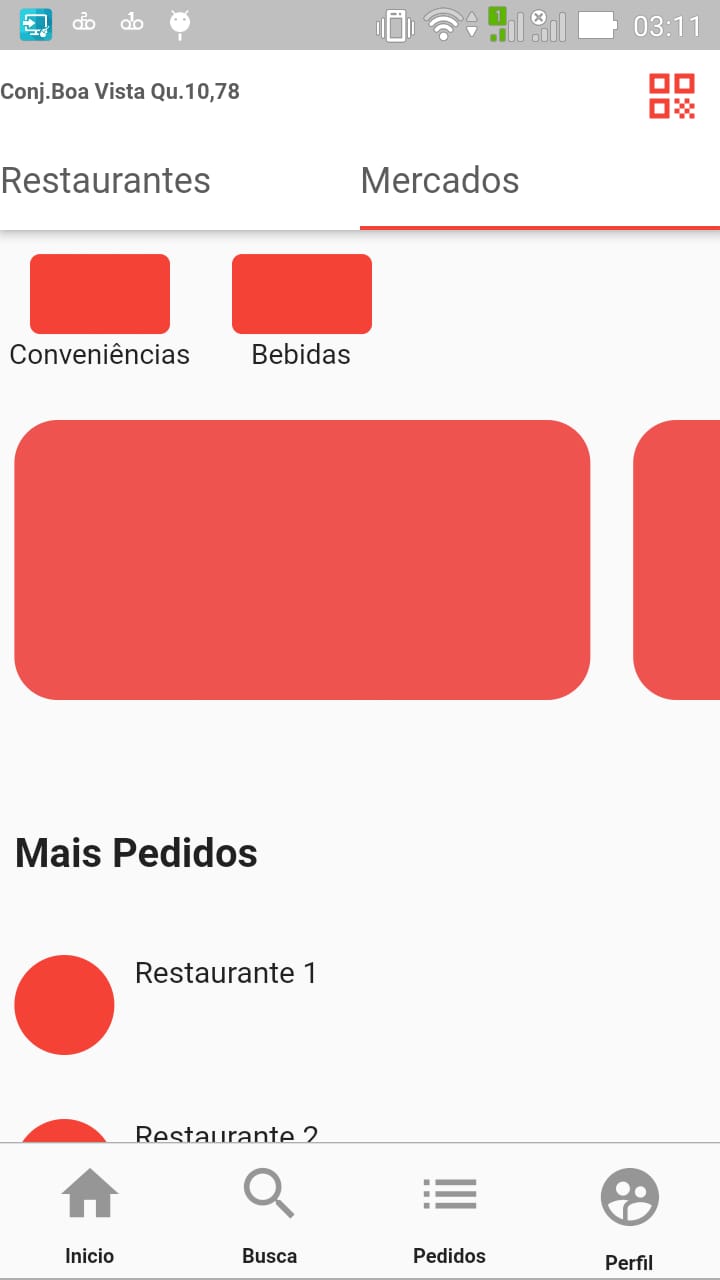 03:11
Conj.Boa Vista Qu.10,78
Restaurantes
Mercados
Conveniências
Bebidas
Mais Pedidos
Restaurante 1
Restaurante 2
Inicio
Busca
Pedidos
Perfil